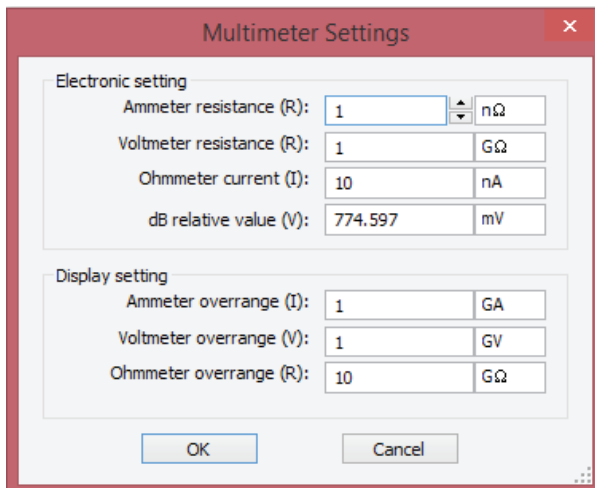 Multimeter Settings
Electronic setting
Ammeter resistance (R): 1 nΩ
Voltmeter resistance (R): 1 GΩ
Ohmmeter current (I): 10 nA
dB relative value (V): 774.597 mV
Display setting
Ammeter overrange (I): 1 GA
Voltmeter overrange (V): 1 GV
Ohmmeter overrange (R): 10 GΩ
OK Cancel